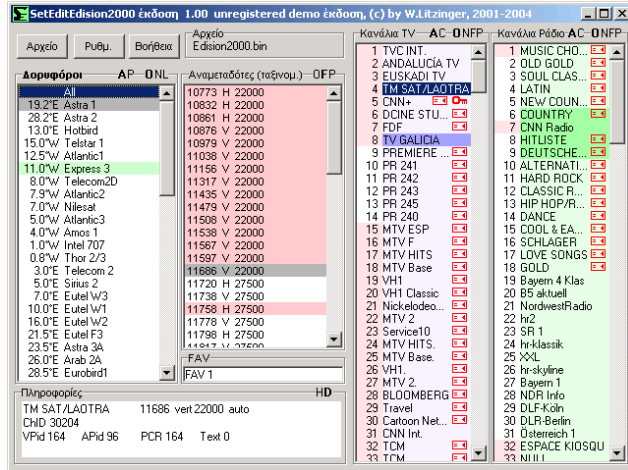 SetEditEdision2000 έκδοση 1.00 unregistered demo έκδοση, (c) by W.Litzinger, 2001-2004
Αρχείο Ρυθμ. Βοήθεια
Αρχείο
Edision2000.bin
Δορυφόροι AP-ONL
All
19.2°E Astra 1
28.2°E Astra 2
13.0°E Hotbird
15.0°W Telstar 1
12.5°W Atlantic1
11.0°W Express 3
8.0°W Telecom2D
7.9°W Atlantic2
7.0°W Nilesat
5.0°W Atlantic3
4.0°W Amos 1
1.0°W Intel 707
0.8°W Thor 2/3
3.0°E Telecom 2
5.0°E Sirius 2
7.0°E Eutel W3
10.0°E Eutel W1
16.0°E Eutel W2
21.5°E Eutel F3
23.5°E Astra 3A
26.0°E Arab 2A
28.5°E Eurobird1
Αναμεταδότες (ταξινομ.) -OFP
10773 H 22000
10832 H 22000
10861 H 22000
10876 V 22000
10979 V 22000
11038 V 22000
11156 V 22000
11317 V 22000
11435 V 22000
11479 V 22000
11508 V 22000
11538 V 22000
11567 V 22000
11597 V 22000
11686 V 22000
11720 H 27500
11738 V 27500
11758 H 27500
11778 V 27500
11798 H 27500
11817 V 27500
FAV
FAV 1
Κανάλια TV AC ONFP
1 TVC INT.
2 ANDALUCÍA TV
3 EUSKADI TV
4 TM SAT/LAOTRA
5 CNN+
6 DCINE STU...
7 FDF
8 TV GALICIA
9 PREMIERE ...
10 PR 241
11 PR 242
12 PR 243
13 PR 245
14 PR 240
15 MTV ESP
16 MTV F
17 MTV HITS
18 MTV Base
19 VH1
20 VH1 Classic
21 Nickelodeo...
22 MTV 2
23 Service10
24 MTV HITS.
25 MTV Base.
26 VH1.
27 MTV 2.
28 BLOOMBERG
29 Travel
30 Cartoon Net...
31 CNN Int.
32 TCM
33 TCM
Κανάλια Ράδιο AC ONFP
1 MUSIC CHO...
2 OLD GOLD
3 SOUL CLAS...
4 LATIN
5 NEW COUN...
6 COUNTRY
7 CNN Radio
8 HITLISTE
9 DEUTSCHE...
10 ALTERNATI...
11 HARD ROCK
12 CLASSIC R...
13 HIP HOP/R...
14 DANCE
15 COOL & EA...
16 SCHLAGER
17 LOVE SONGS
18 GOLD
19 Bayern 4 Klas
20 B5 aktuell
21 NordwestRadio
22 hr2
23 SR 1
24 hr-klassik
25 XXL
26 hr-skyline
27 Bayern 1
28 NDR Info
29 DLF-Köln
30 DLR-Berlin
31 Österreich 1
32 ESPACE KIOSQU
33 NULL
Πληροφορίες HD
TM SAT/LAOTRA 11686 vert 22000 auto
ChID 30204
VPid 164 APid 96 PCR 164 Text 0